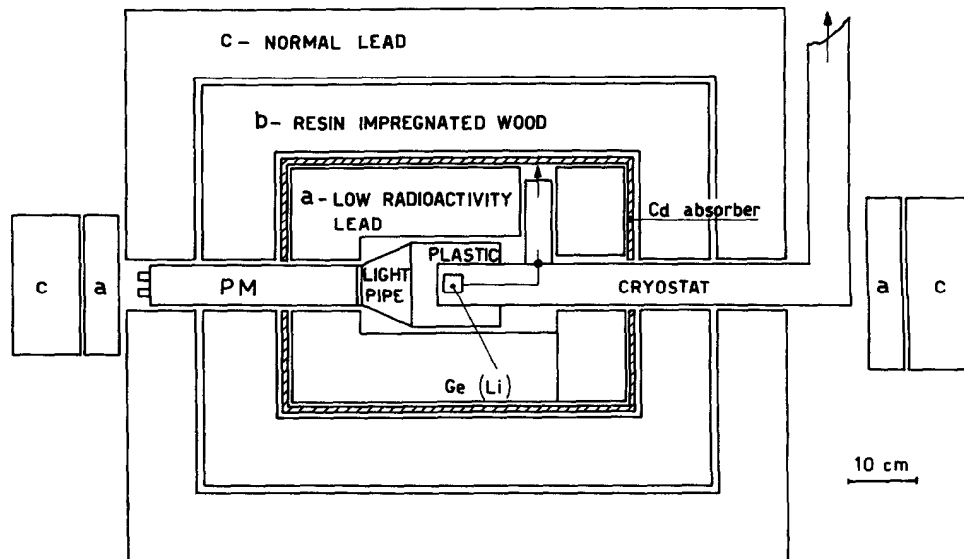 c - NORMAL LEAD
b - RESIN IMPREGNATED WOOD
a - LOW RADIOACTIVITY
LEAD
Cd absorber
PLASTIC
LIGHT
PIPE
PM
CRYOSTAT
c
a
a
c
Ge (Li)
10 cm